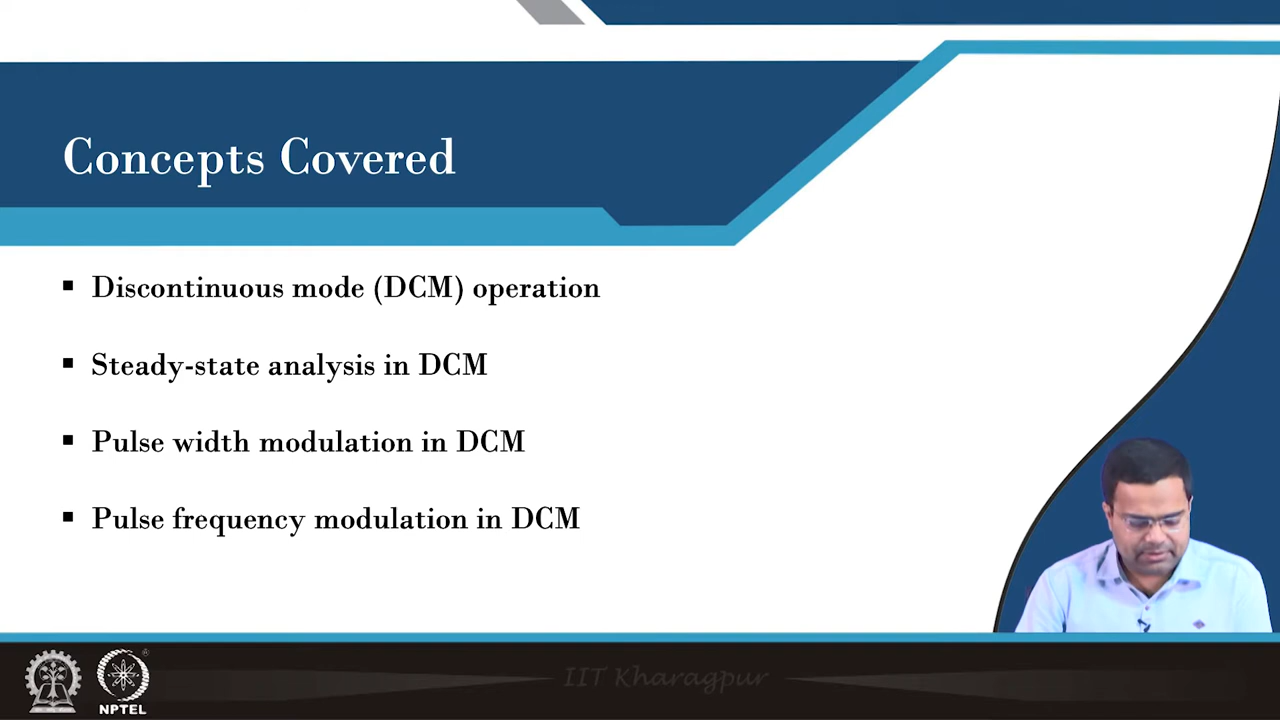 Concepts Covered
▪ Discontinuous mode (DCM) operation
▪ Steady-state analysis in DCM
▪ Pulse width modulation in DCM
▪ Pulse frequency modulation in DCM
IIT Kharagpur
NPTEL